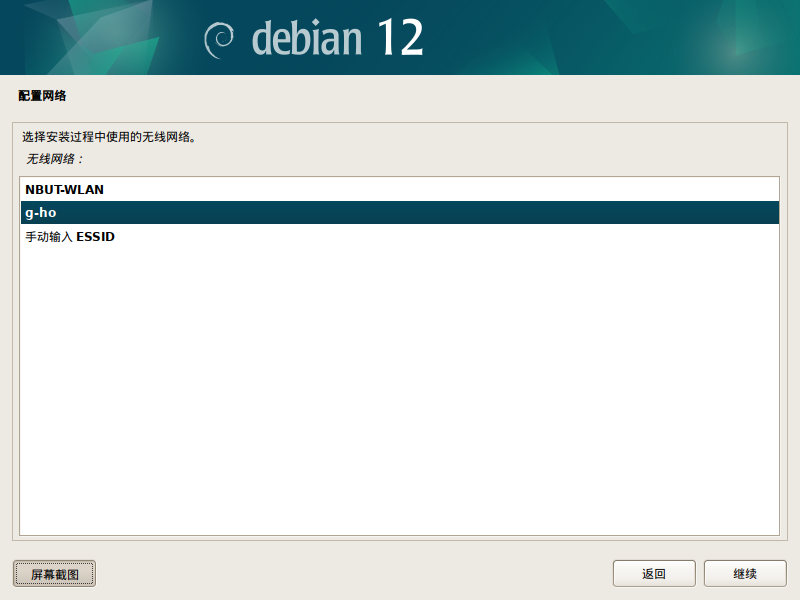 debian 12
配置网络
选择安装过程中使用的无线网络。
无线网络：
NBUT-WLAN
g-ho
手动输入 ESSID
屏幕截图
返回
继续